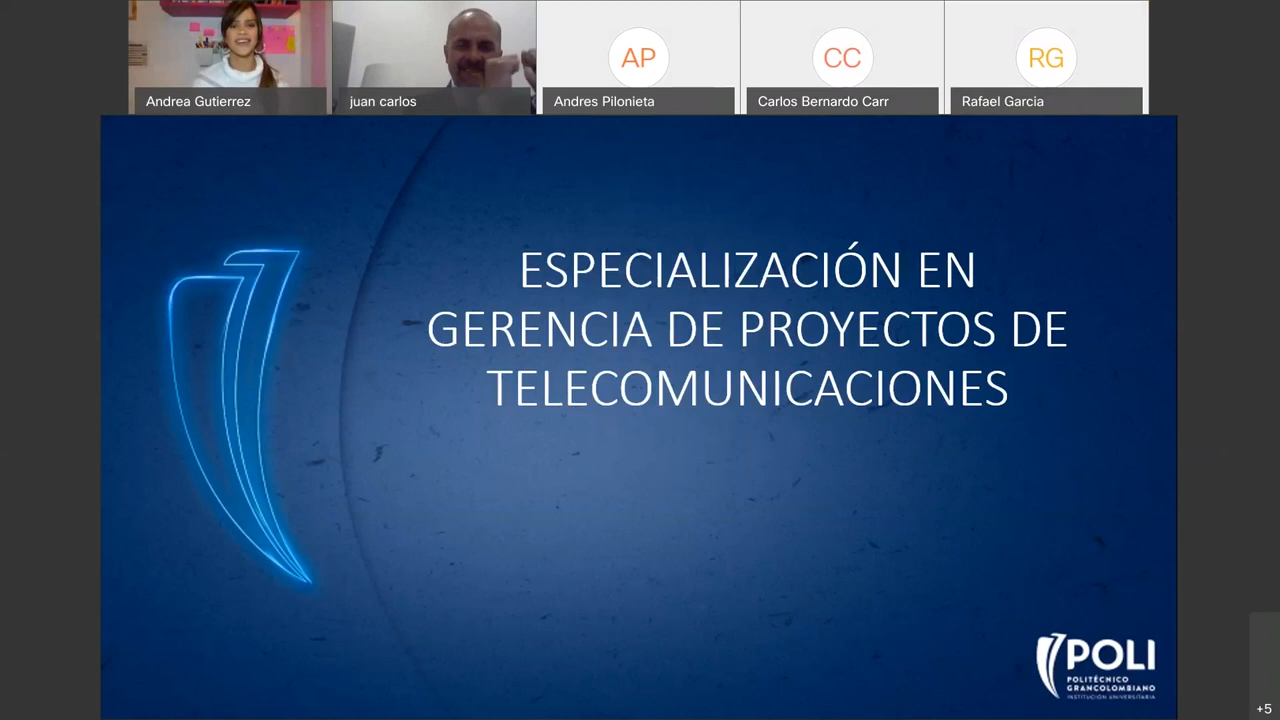 AP
CC
RG
Andrea Gutierrez
juan carlos
Andres Pilonieta
Carlos Bernardo Carr
Rafael Garcia
ESPECIALIZACIÓN EN
GERENCIA DE PROYECTOS DE
TELECOMUNICACIONES
POLI
POLITÉCNICO
GRANCOLOMBIANO
INSTITUCIÓN UNIVERSITARIA
+5